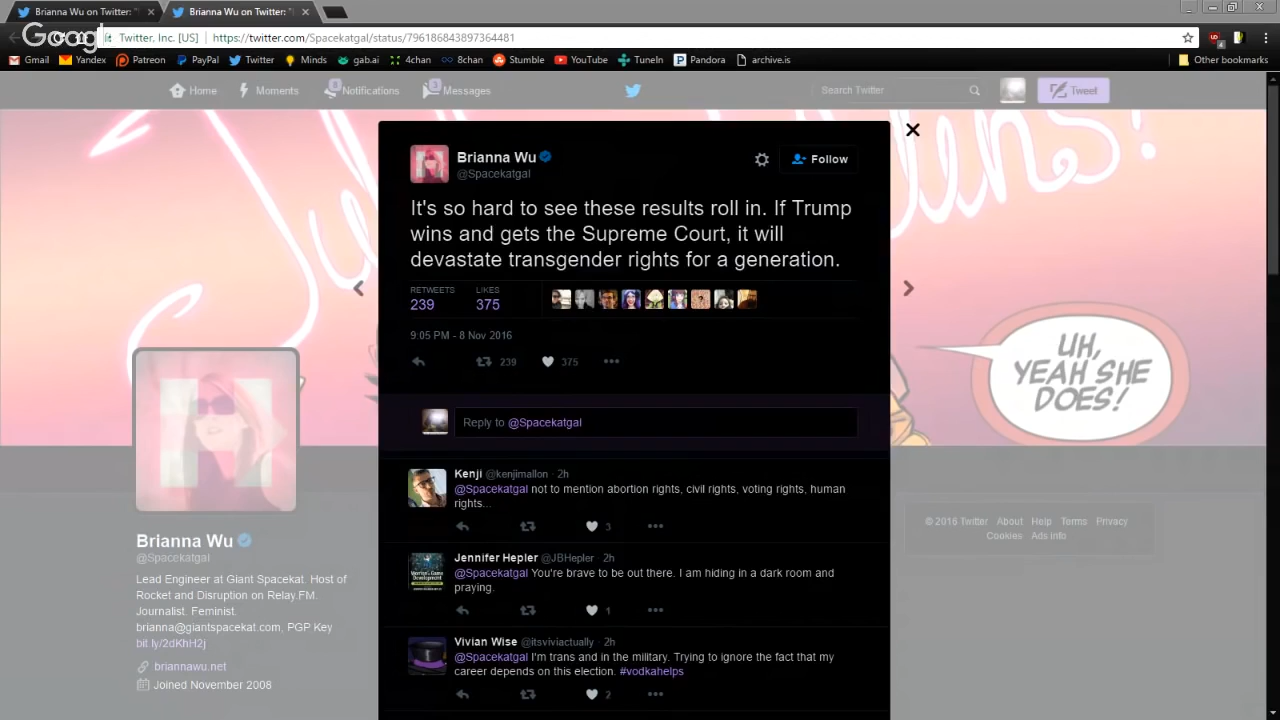 Brianna Wu on Twitter: "
Brianna Wu on Twitter: "
Google
Twitter, Inc. [US]
https://twitter.com/Spacekatgal/status/796186843897364481
Gmail Yandex Patreon PayPal Twitter Minds gab.ai 4chan 8chan Stumble YouTube TuneIn Pandora archive.is Other bookmarks
Home Moments Notifications Messages Search Twitter Tweet
Brianna Wu
@Spacekatgal
Follow
It's so hard to see these results roll in. If Trump
wins and gets the Supreme Court, it will
devastate transgender rights for a generation.
RETWEETS LIKES
239 375
9:05 PM - 8 Nov 2016
239 375
Reply to @Spacekatgal
Kenji @kenjimallon · 2h
@Spacekatgal not to mention abortion rights, civil rights, voting rights, human
rights...
3
Jennifer Hepler @JBHepler · 2h
@Spacekatgal You're brave to be out there. I am hiding in a dark room and
praying.
1
Vivian Wise @itsviviactually · 2h
@Spacekatgal I'm trans and in the military. Trying to ignore the fact that my
career depends on this election. #vodkahelps
2
Brianna Wu
@Spacekatgal
Lead Engineer at Giant Spacekat. Host of
Rocket and Disruption on Relay.FM.
Journalist. Feminist.
brianna@giantspacekat.com, PGP Key
bit.ly/2dKhH2j
briannawu.net
Joined November 2008
UH,
YEAH SHE
DOES!
© 2016 Twitter About Help Terms Privacy
Cookies Ads info